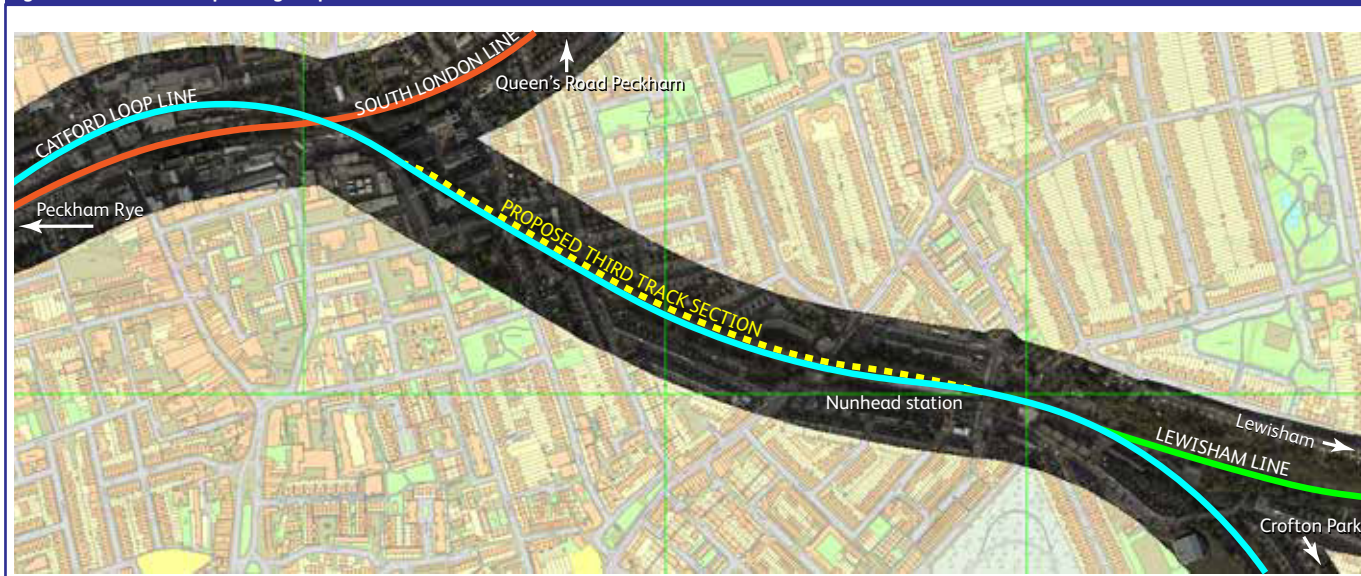 SOUTH LONDON LINE
Queen's Road Peckham
CATFORD LOOP LINE
Peckham Rye
PROPOSED THIRD TRACK SECTION
Nunhead station
Lewisham
LEWISHAM LINE
Crofton Park